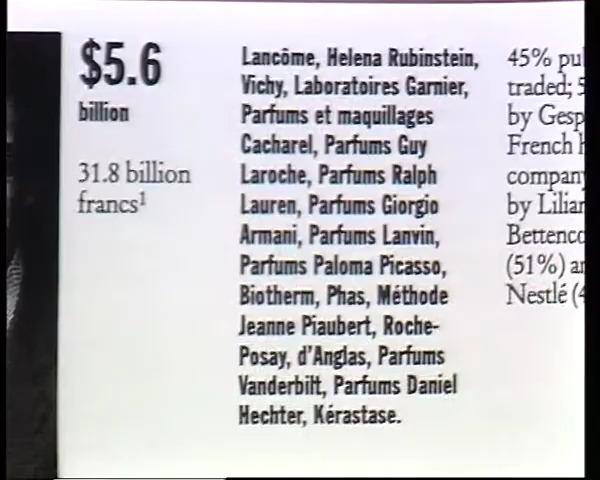 $5.6
billion
31.8 billion
francs¹
Lancôme, Helena Rubinstein,
Vichy, Laboratoires Garnier,
Parfums et maquillages
Cacharel, Parfums Guy
Laroche, Parfums Ralph
Lauren, Parfums Giorgio
Armani, Parfums Lanvin,
Parfums Paloma Picasso,
Biotherm, Phas, Méthode
Jeanne Piaubert, Roche-
Posay, d'Anglas, Parfums
Vanderbilt, Parfums Daniel
Hechter, Kérastase.
45%
traded;
by
French
by
(51%)
Nestlé